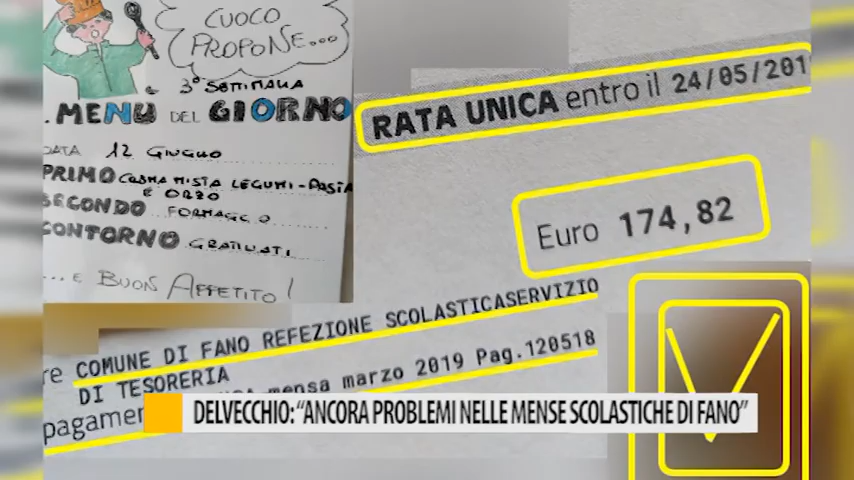 CUOCO
PROPONE...
3° SETTIMANA
MENU DEL GIORNO
DATA 12 GIUGNO
PRIMO CREMA MISTA LEGUMI-PASTA
E ORZO
SECONDO FORMAGGIO
CONTORNO GRATINATI
... E BUON APPETITO!
RATA UNICA entro il 24/05/201
Euro 174,82
re COMUNE DI FANO REFEZIONE SCOLASTICASERVIZIO
DI TESORERIA
pagamen mensa marzo 2019 Pag.120518
DELVECCHIO: “ANCORA PROBLEMI NELLE MENSE SCOLASTICHE DI FANO”